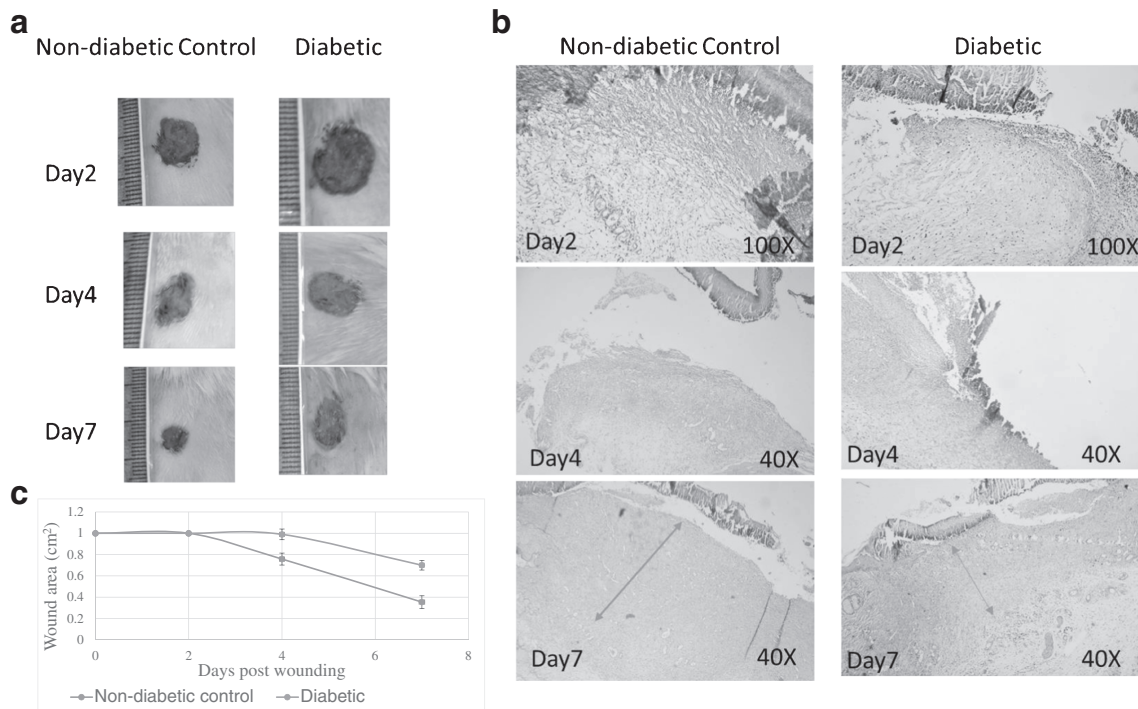 a
Non-diabetic Control Diabetic
Day2
Day4
Day7
b
Non-diabetic Control Diabetic
Day2 100X
Day2 100X
Day4 40X
Day4 40X
Day7 40X
Day7 40X
c
Wound area (cm²)
1.2
1
0.8
0.6
0.4
0.2
0
0 2 4 6 8
Days post wounding
Non-diabetic control Diabetic